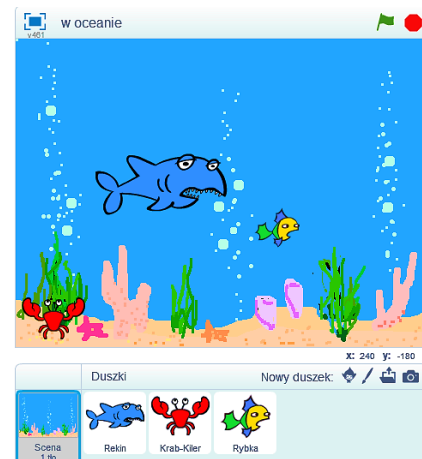 w oceanie
v461
x: 240 y: -180
Duszki
Nowy duszek:
Scena
1 tło
Rekin
Krab-Kiler
Rybka